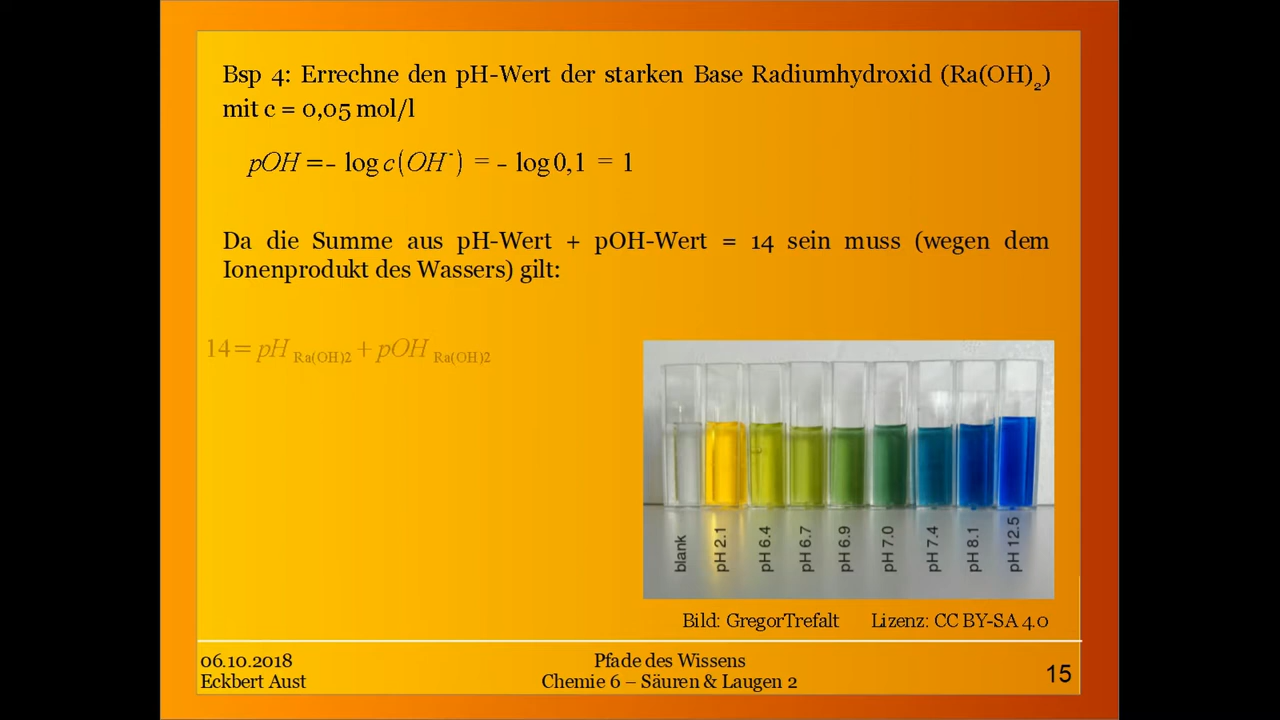 Bsp 4: Errechne den pH-Wert der starken Base Radiumhydroxid (Ra(OH)₂)
mit c = 0,05 mol/l
pOH = - log c(OH⁻) = - log 0,1 = 1
Da die Summe aus pH-Wert + pOH-Wert = 14 sein muss (wegen dem
Ionenprodukt des Wassers) gilt:
14 = pH Ra(OH)2 + pOH Ra(OH)2
blank
pH 2.1
pH 6.4
pH 6.7
pH 6.9
pH 7.0
pH 7.4
pH 8.1
pH 12.5
Bild: GregorTrefalt Lizenz: CC BY-SA 4.0
06.10.2018
Eckbert Aust
Pfade des Wissens
Chemie 6 – Säuren & Laugen 2
15